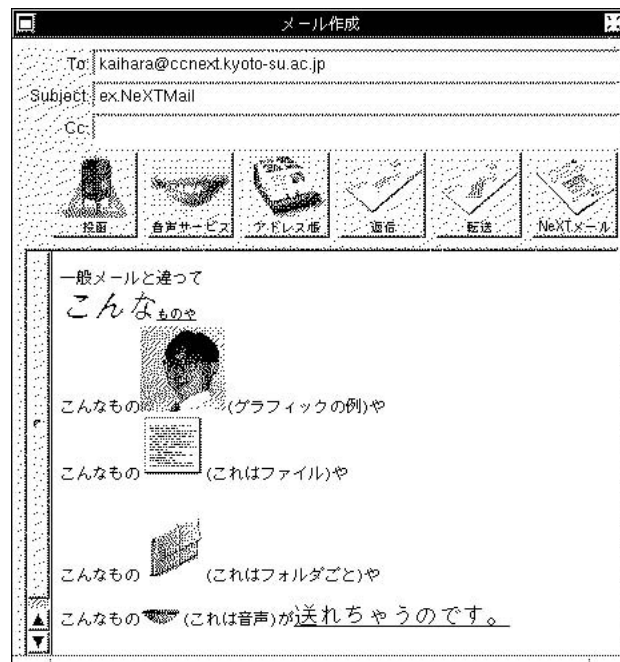 メール作成
To: kaihara@ccnext.kyoto-su.ac.jp
Subject: ex.NeXTMail
Cc:
投函 音声サービス アドレス帳 返信 転送 NeXTメール
一般メールと違って
こんなものや
こんなもの(グラフィックの例)や
こんなもの(これはファイル)や
こんなもの(これはフォルダごと)や
こんなもの(これは音声)が送れちゃうのです。